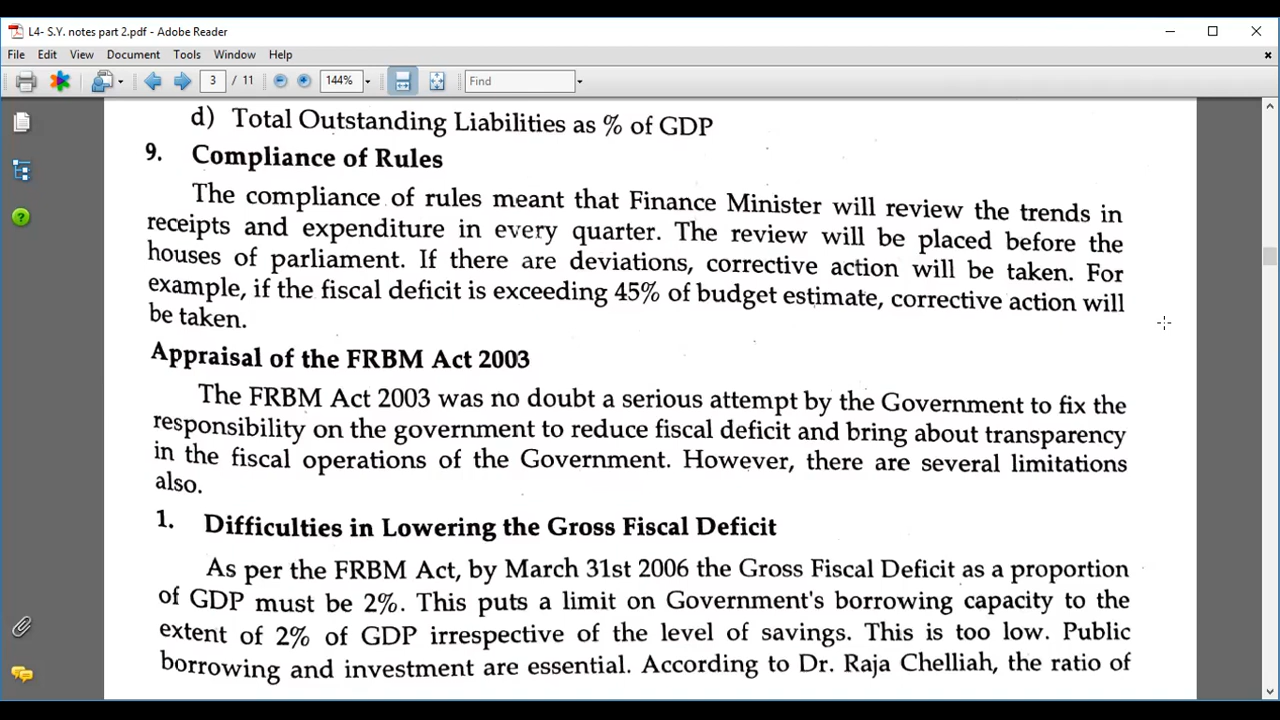 L4- S.Y. notes part 2.pdf - Adobe Reader
File Edit View Document Tools Window Help
3 / 11 144% Find
d) Total Outstanding Liabilities as % of GDP
9. Compliance of Rules
The compliance of rules meant that Finance Minister will review the trends in
receipts and expenditure in every quarter. The review will be placed before the
houses of parliament. If there are deviations, corrective action will be taken. For
example, if the fiscal deficit is exceeding 45% of budget estimate, corrective action will
be taken.
Appraisal of the FRBM Act 2003
The FRBM Act 2003 was no doubt a serious attempt by the Government to fix the
responsibility on the government to reduce fiscal deficit and bring about transparency
in the fiscal operations of the Government. However, there are several limitations
also.
1. Difficulties in Lowering the Gross Fiscal Deficit
As per the FRBM Act, by March 31st 2006 the Gross Fiscal Deficit as a proportion
of GDP must be 2%. This puts a limit on Government's borrowing capacity to the
extent of 2% of GDP irrespective of the level of savings. This is too low. Public
borrowing and investment are essential. According to Dr. Raja Chelliah, the ratio of